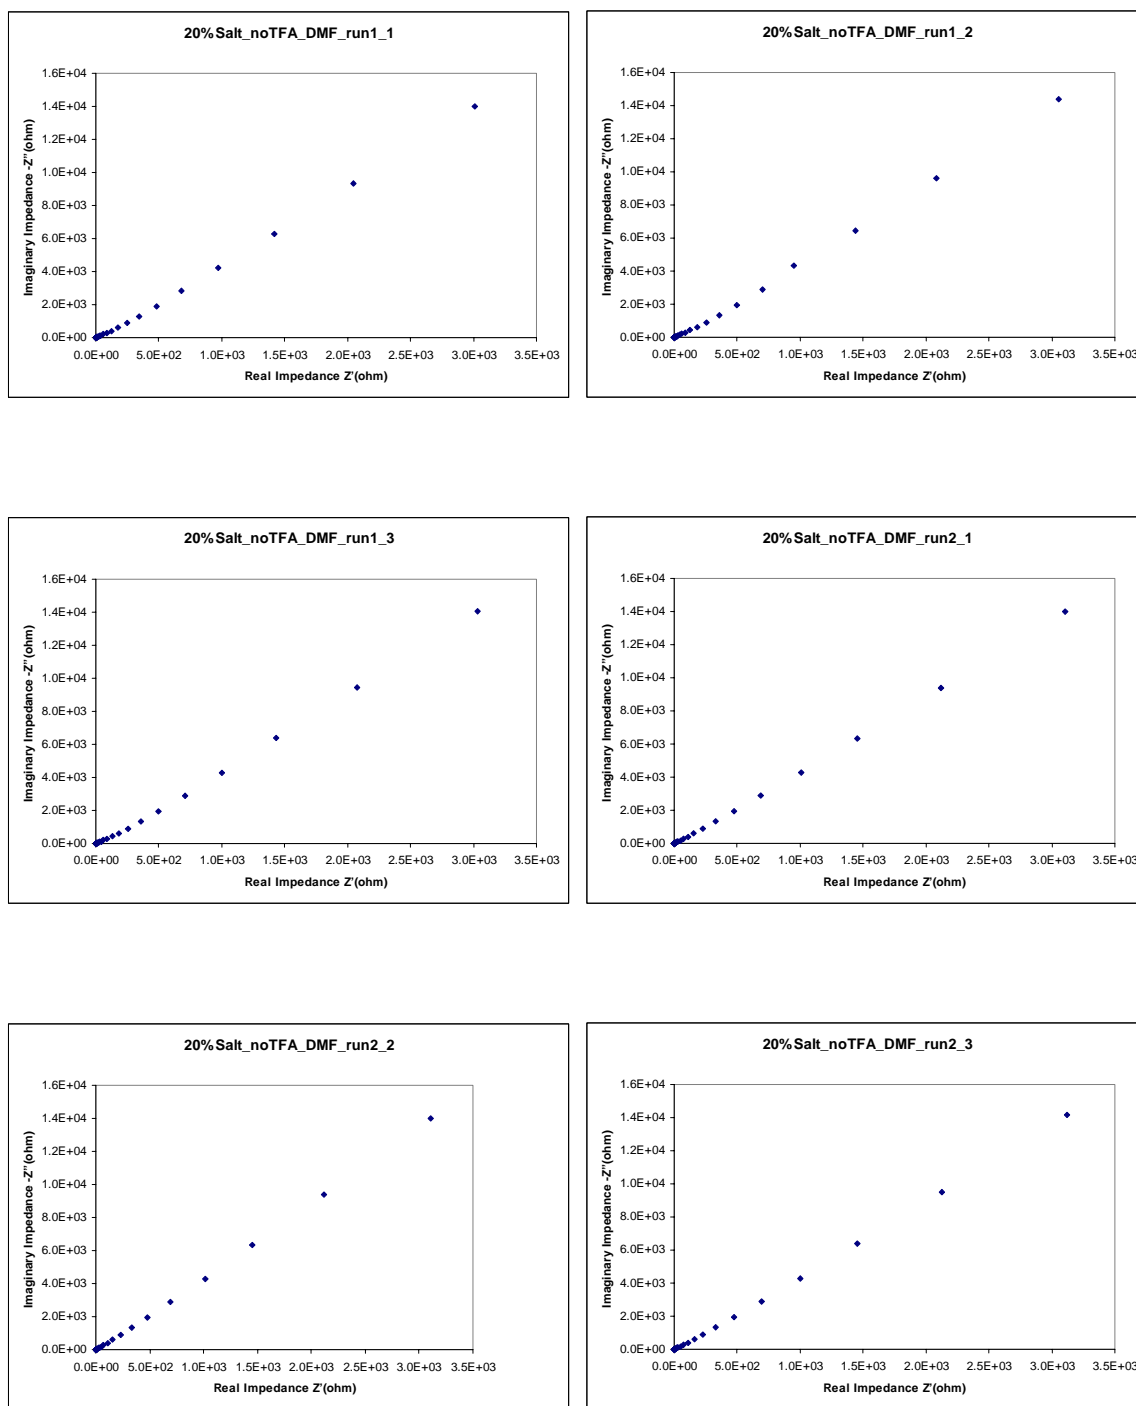 20%Salt_noTFA_DMF_run1_1
1.6E+04
1.4E+04
1.2E+04
1.0E+04
8.0E+03
6.0E+03
4.0E+03
2.0E+03
0.0E+00
Imaginary Impedance -Z"(ohm)
0.0E+00 5.0E+02 1.0E+03 1.5E+03 2.0E+03 2.5E+03 3.0E+03 3.5E+03
Real Impedance Z'(ohm)
20%Salt_noTFA_DMF_run1_2
1.6E+04
1.4E+04
1.2E+04
1.0E+04
8.0E+03
6.0E+03
4.0E+03
2.0E+03
0.0E+00
Imaginary Impedance -Z"(ohm)
0.0E+00 5.0E+02 1.0E+03 1.5E+03 2.0E+03 2.5E+03 3.0E+03 3.5E+03
Real Impedance Z'(ohm)
20%Salt_noTFA_DMF_run1_3
1.6E+04
1.4E+04
1.2E+04
1.0E+04
8.0E+03
6.0E+03
4.0E+03
2.0E+03
0.0E+00
Imaginary Impedance -Z"(ohm)
0.0E+00 5.0E+02 1.0E+03 1.5E+03 2.0E+03 2.5E+03 3.0E+03 3.5E+03
Real Impedance Z'(ohm)
20%Salt_noTFA_DMF_run2_1
1.6E+04
1.4E+04
1.2E+04
1.0E+04
8.0E+03
6.0E+03
4.0E+03
2.0E+03
0.0E+00
Imaginary Impedance -Z"(ohm)
0.0E+00 5.0E+02 1.0E+03 1.5E+03 2.0E+03 2.5E+03 3.0E+03 3.5E+03
Real Impedance Z'(ohm)
20%Salt_noTFA_DMF_run2_2
1.6E+04
1.4E+04
1.2E+04
1.0E+04
8.0E+03
6.0E+03
4.0E+03
2.0E+03
0.0E+00
Imaginary Impedance -Z"(ohm)
0.0E+00 5.0E+02 1.0E+03 1.5E+03 2.0E+03 2.5E+03 3.0E+03 3.5E+03
Real Impedance Z'(ohm)
20%Salt_noTFA_DMF_run2_3
1.6E+04
1.4E+04
1.2E+04
1.0E+04
8.0E+03
6.0E+03
4.0E+03
2.0E+03
0.0E+00
Imaginary Impedance -Z"(ohm)
0.0E+00 5.0E+02 1.0E+03 1.5E+03 2.0E+03 2.5E+03 3.0E+03 3.5E+03
Real Impedance Z'(ohm)